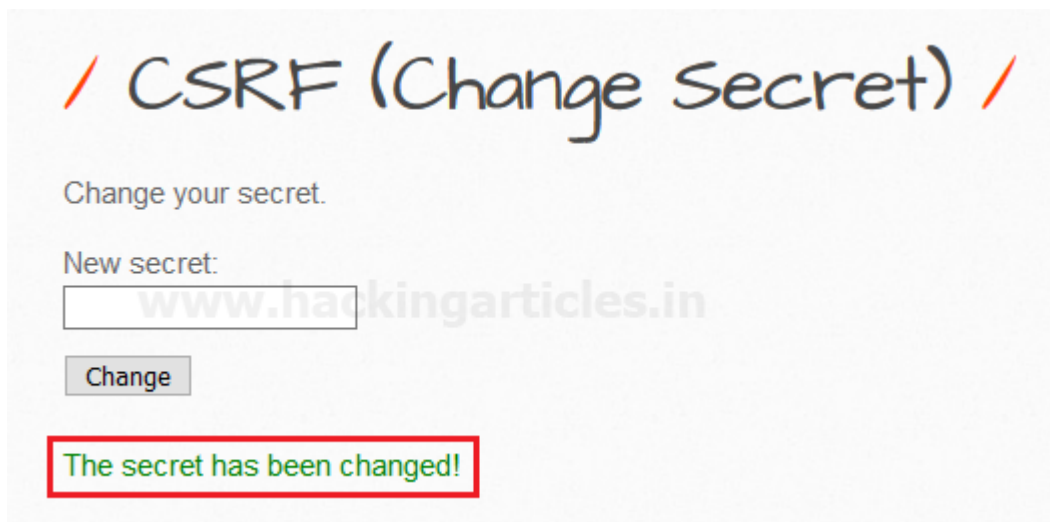 / CSRF (Change Secret) /
Change your secret.
New secret:
www.hackingarticles.in
Change
The secret has been changed!